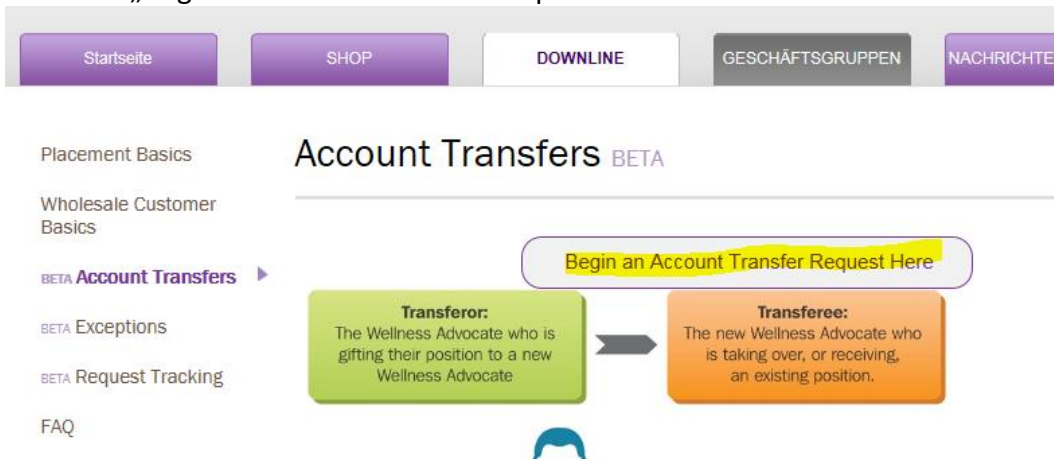 Startseite
SHOP
DOWNLINE
GESCHÄFTSGRUPPEN
NACHRICHTE
Placement Basics
Wholesale Customer
Basics
BETA Account Transfers
BETA Exceptions
BETA Request Tracking
FAQ
Account Transfers BETA
Begin an Account Transfer Request Here
Transferor:
The Wellness Advocate who is
gifting their position to a new
Wellness Advocate
Transferee:
The new Wellness Advocate who
is taking over, or receiving,
an existing position.